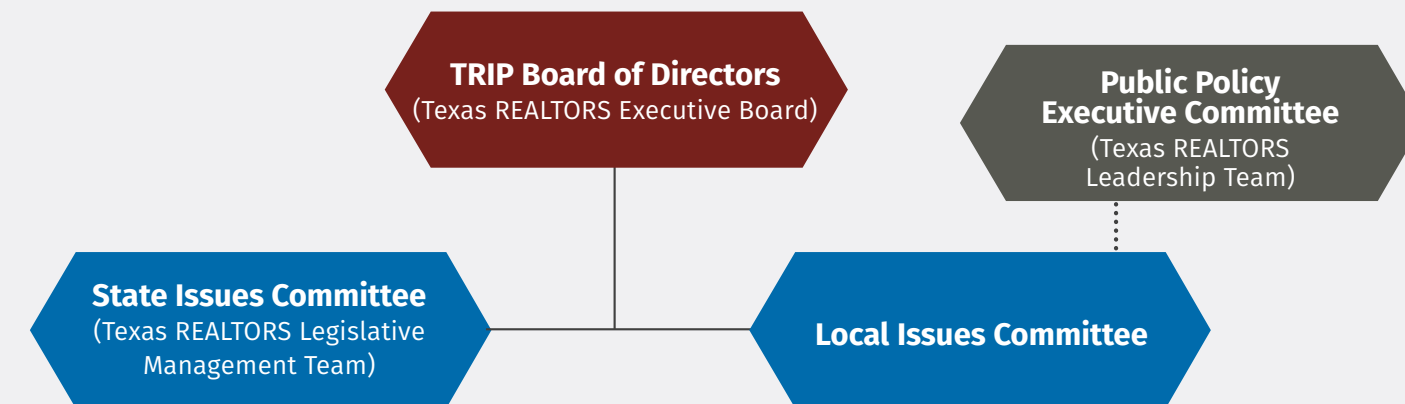 TRIP Board of Directors
(Texas REALTORS Executive Board)
Public Policy
Executive Committee
(Texas REALTORS
Leadership Team)
State Issues Committee
(Texas REALTORS Legislative
Management Team)
Local Issues Committee